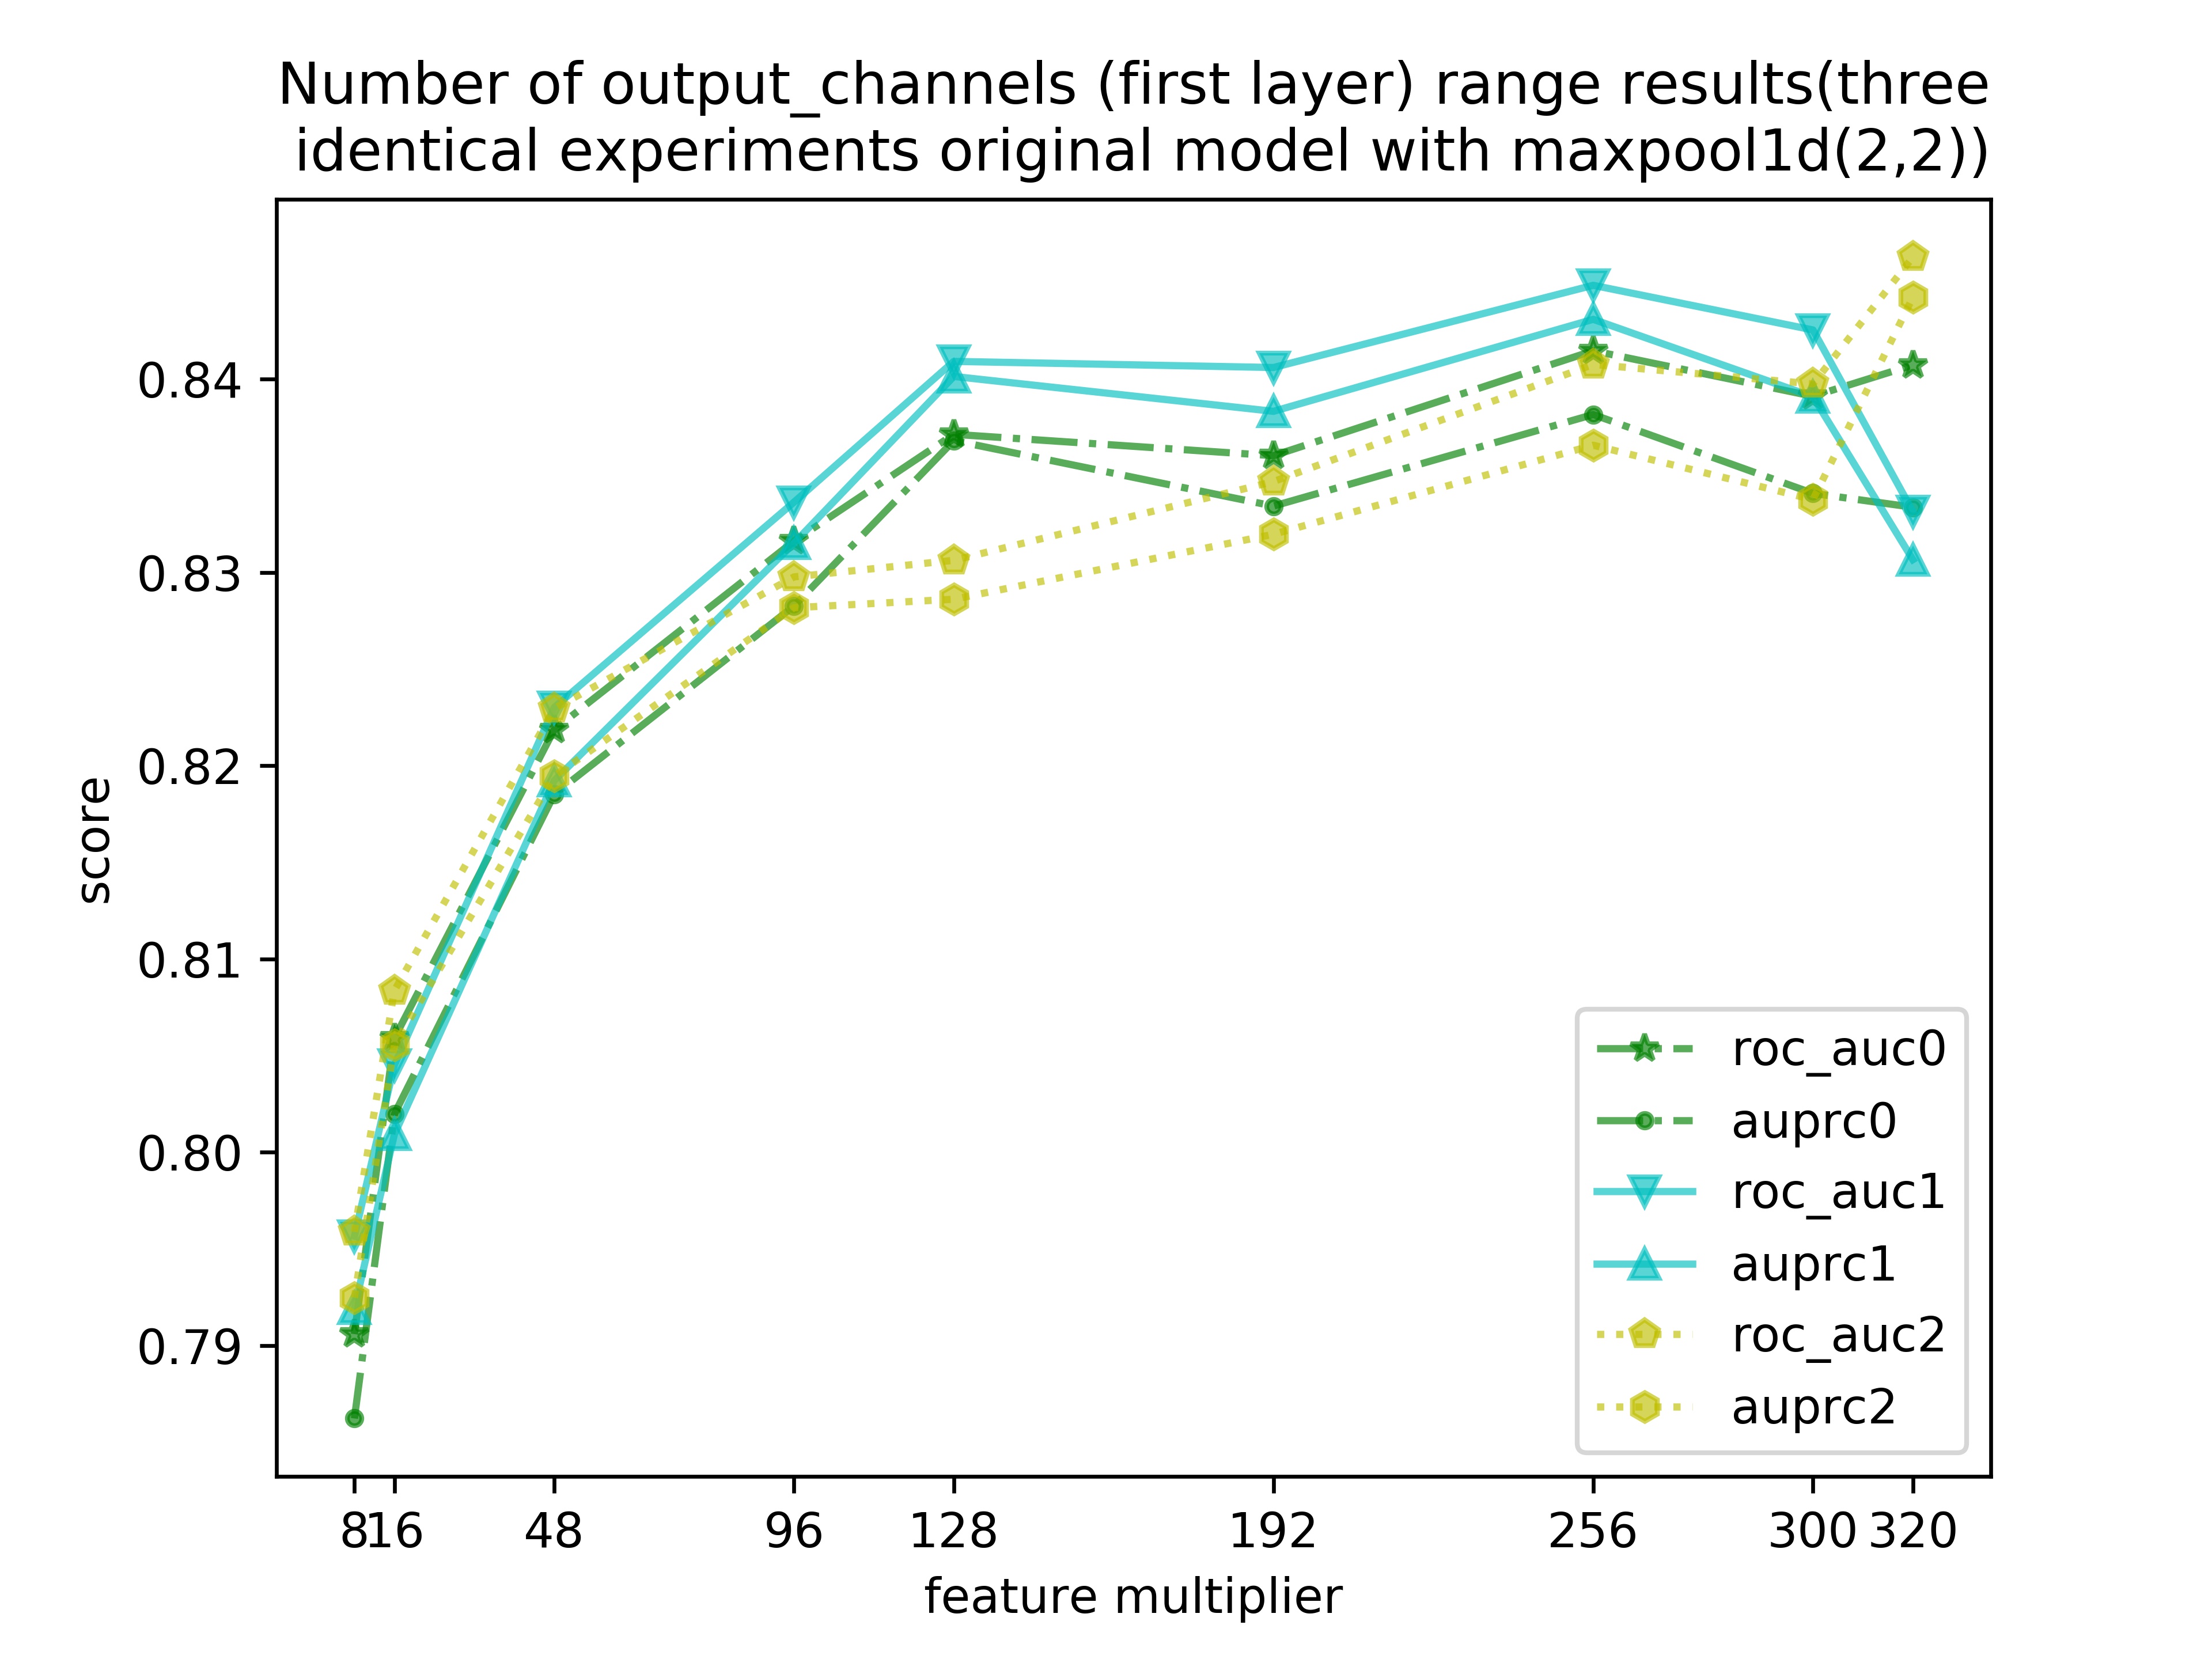 Number of output_channels (first layer) range results(three
identical experiments original model with maxpool1d(2,2))
0.84
0.83
0.82
0.81
0.80
0.79
score
roc_auc0
auprc0
roc_auc1
auprc1
roc_auc2
auprc2
8 16 48 96 128 192 256 300 320
feature multiplier